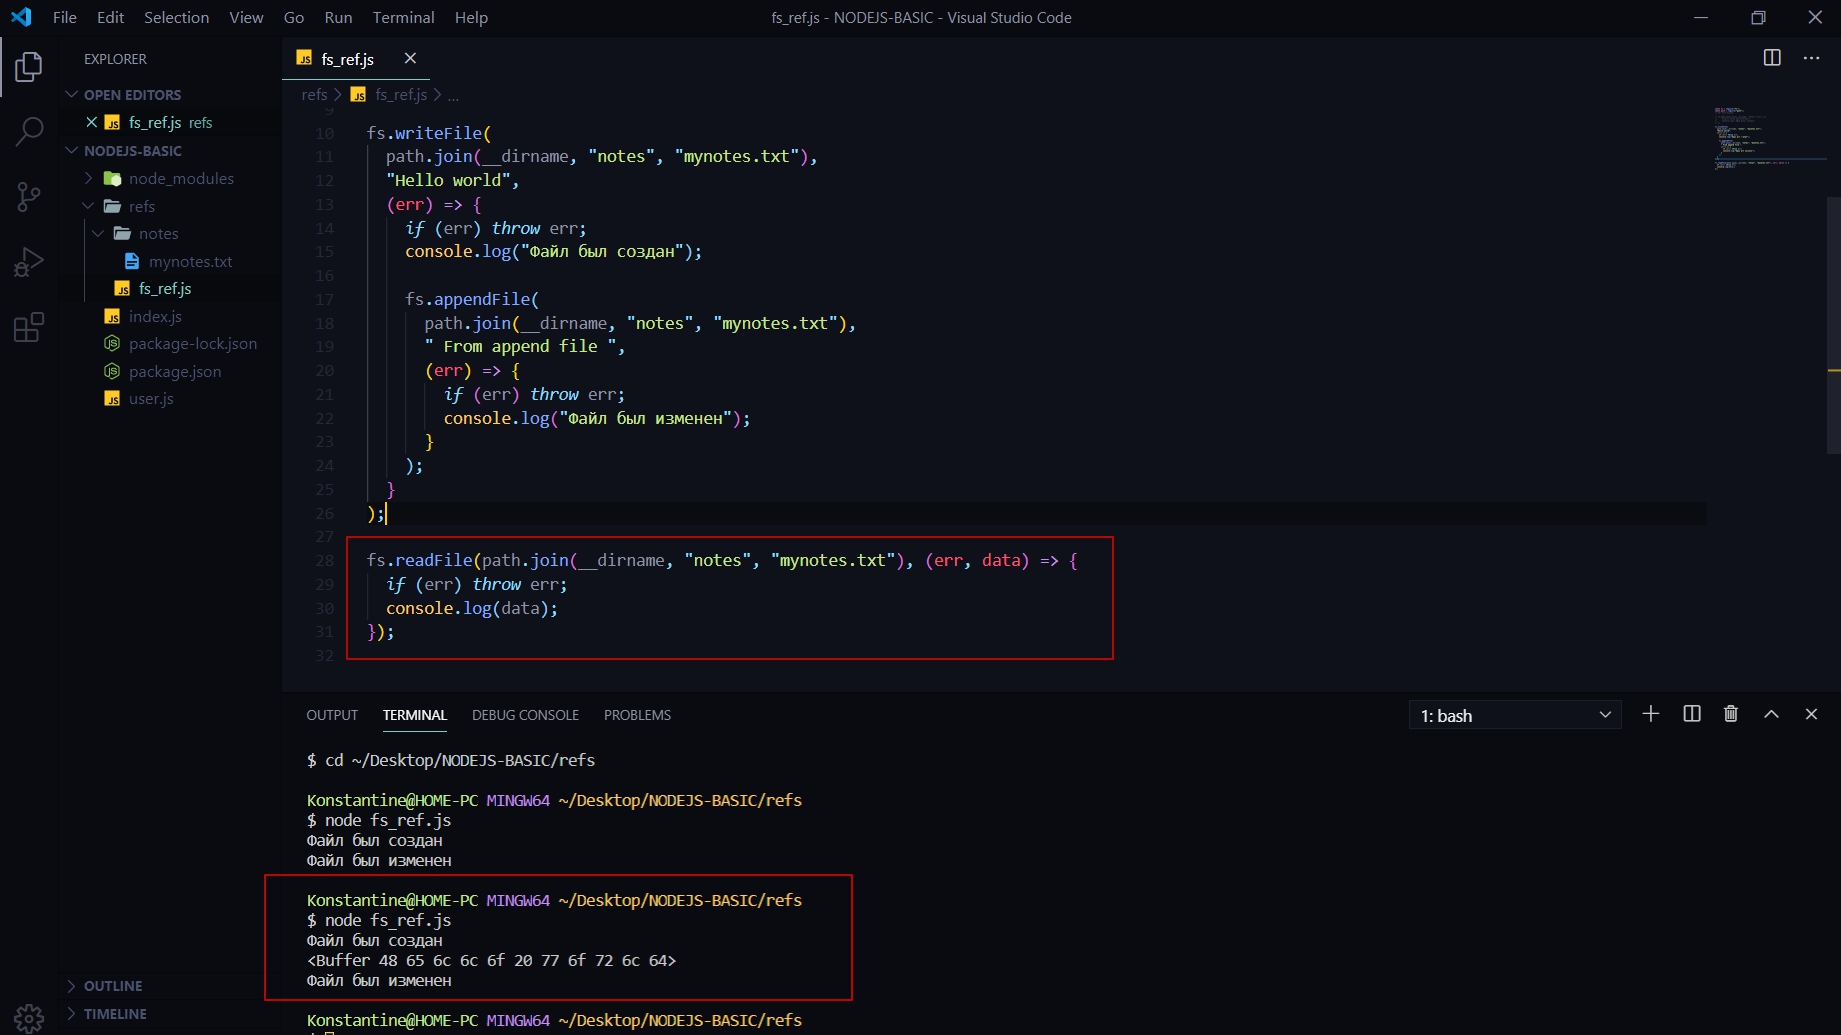 File Edit Selection View Go Run Terminal Help
fs_ref.js - NODEJS-BASIC - Visual Studio Code
EXPLORER
OPEN EDITORS
fs_ref.js refs
NODEJS-BASIC
node_modules
refs
notes
mynotes.txt
fs_ref.js
index.js
package-lock.json
package.json
user.js
OUTLINE
TIMELINE
fs_ref.js
refs > fs_ref.js > ...
9
10 fs.writeFile(
11 path.join(__dirname, "notes", "mynotes.txt"),
12 "Hello world",
13 (err) => {
14 if (err) throw err;
15 console.log("Файл был создан");
16
17 fs.appendFile(
18 path.join(__dirname, "notes", "mynotes.txt"),
19 " From append file ",
20 (err) => {
21 if (err) throw err;
22 console.log("Файл был изменен");
23 }
24 );
25 }
26 );
27
28 fs.readFile(path.join(__dirname, "notes", "mynotes.txt"), (err, data) => {
29 if (err) throw err;
30 console.log(data);
31 });
32
OUTPUT TERMINAL DEBUG CONSOLE PROBLEMS
1: bash
$ cd ~/Desktop/NODEJS-BASIC/refs
Konstantine@HOME-PC MINGW64 ~/Desktop/NODEJS-BASIC/refs
$ node fs_ref.js
Файл был создан
Файл был изменен
Konstantine@HOME-PC MINGW64 ~/Desktop/NODEJS-BASIC/refs
$ node fs_ref.js
Файл был создан
<Buffer 48 65 6c 6c 6f 20 77 6f 72 6c 64>
Файл был изменен
Konstantine@HOME-PC MINGW64 ~/Desktop/NODEJS-BASIC/refs